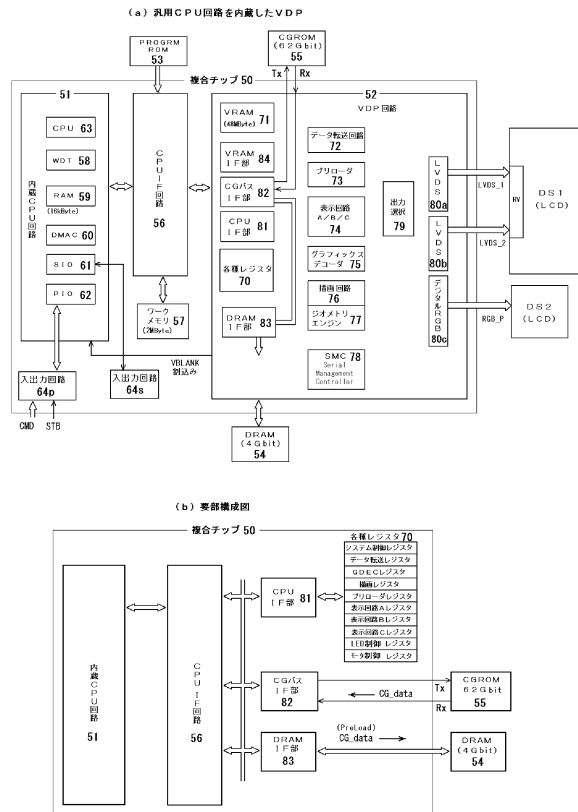 (a) 汎用CPU回路を内蔵したVDP
PROGRM
ROM
53
CGROM
(62Gbit)
55
Tx
Rx
複合チップ 50
51
CPU 63
WDT 58
RAM 59
(16kByte)
DMAC 60
SIO 61
PIO 62
内蔵CPU回路
CPUIF回路
56
ワーク
メモリ 57
(2MByte)
52
VDP回路
VRAM 71
(48MByte)
VRAM
IF部 84
CGバス
IF部 82
CPU
IF部 81
各種レジスタ
70
DRAM
IF部 83
データ転送回路
72
プリローダ
73
表示回路
A/B/C
74
グラフィックス
デコーダ 75
描画回路
76
ジオメトリ
エンジン 77
SMC 78
Serial
Management
Controller
出力
選択
79
LVDS
80a
LVDS
80b
デジタルRGB
80c
LVDS_1
LVDS_2
RGB_P
RV
DS1
(LCD)
DS2
(LCD)
VBLANK
割込み
入出力回路
64p
入出力回路
64s
CMD
STB
DRAM
(4Gbit)
54
(b) 要部構成図
複合チップ 50
内蔵CPU回路
51
CPUIF回路
56
CPU
IF部 81
各種レジスタ 70
システム制御レジスタ
データ転送レジスタ
GDECレジスタ
描画レジスタ
プリローダレジスタ
表示回路Aレジスタ
表示回路Bレジスタ
表示回路Cレジスタ
LED制御 レジスタ
モータ制御 レジスタ
CGバス
IF部
82
CG_data
Tx
Rx
CGROM
62Gbit
55
DRAM
IF部
83
(PreLoad)
CG_data
DRAM
(4Gbit)
54